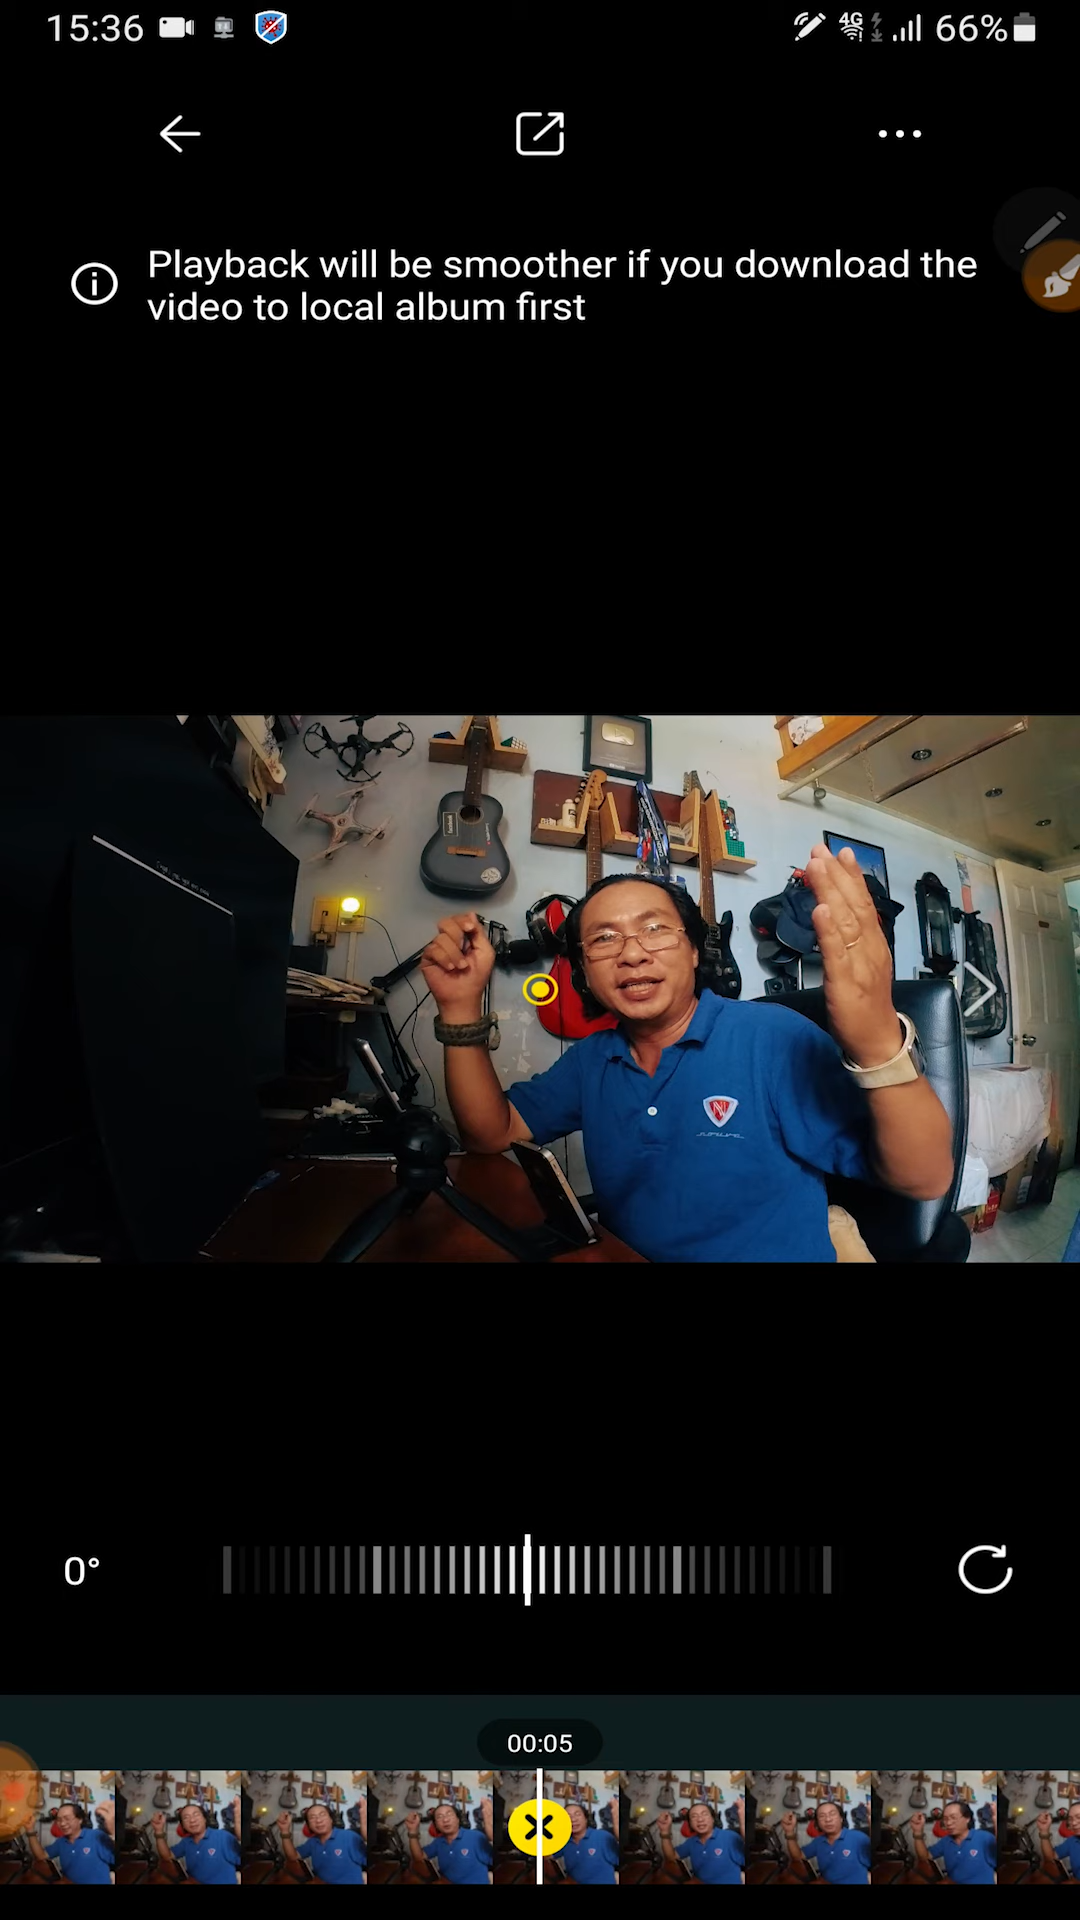 15:36
4G
66%
Playback will be smoother if you download the
video to local album first
0°
00:05